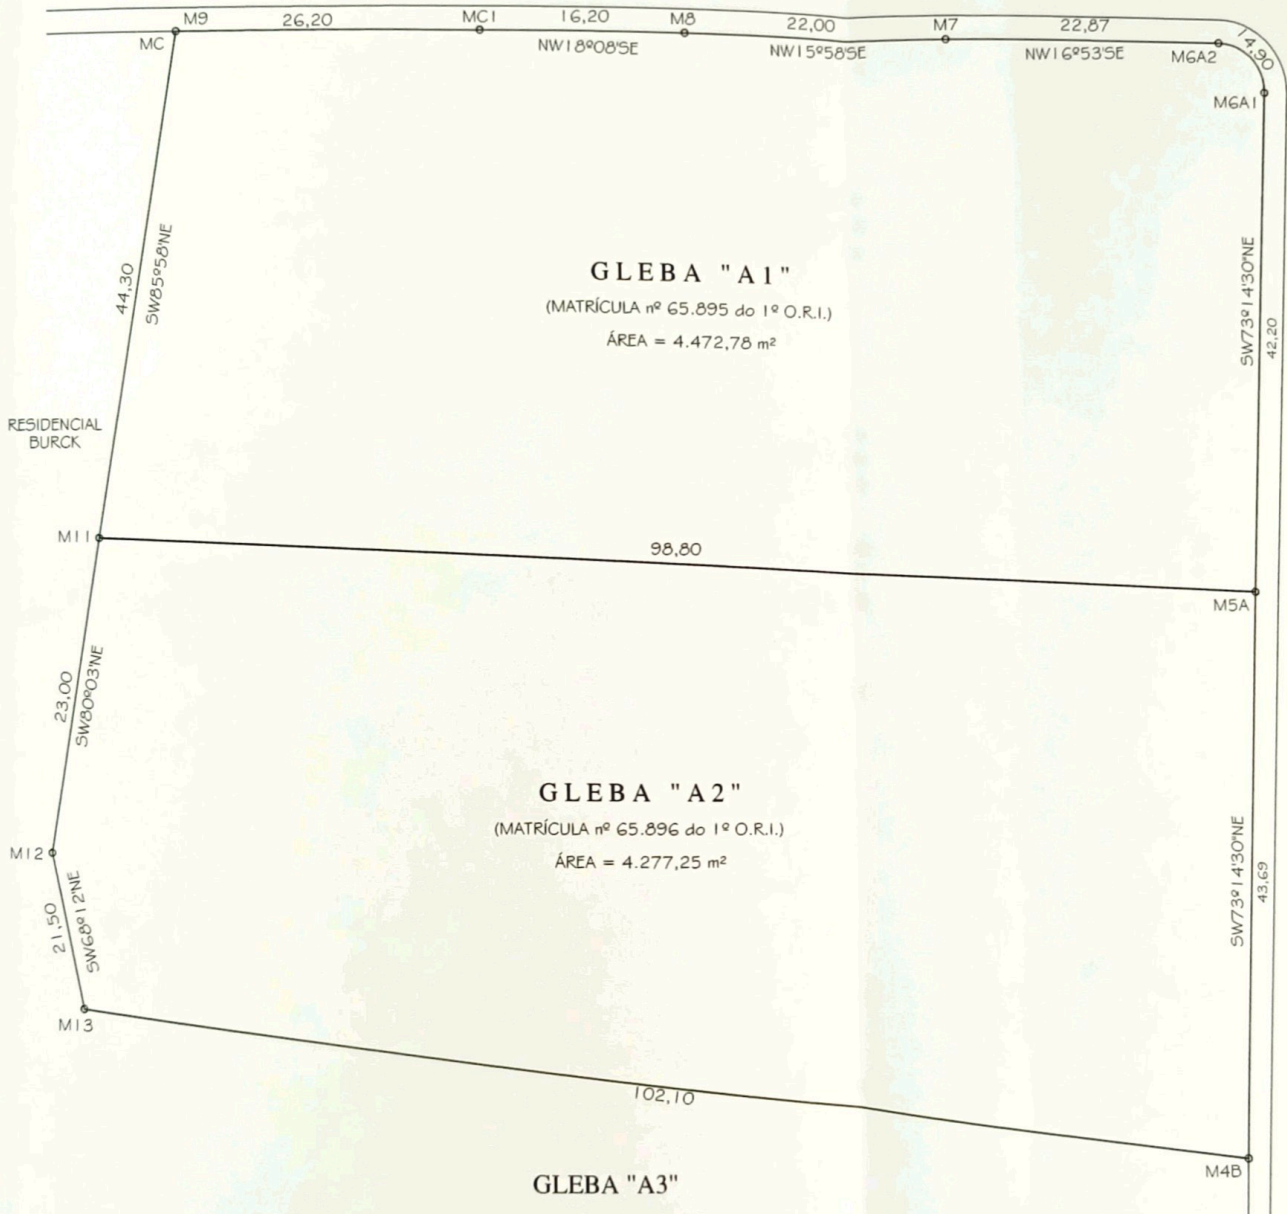 M9
26,20
MC1
16,20
M8
22,00
M7
22,87
14,90
MC
NW18º08'SE
NW15º58'SE
NW16º53'SE
M6A2
M6A1
44,30
SW85º58'NE
GLEBA "A1"
(MATRÍCULA nº 65.895 do 1º O.R.I.)
ÁREA = 4.472,78 m²
SW73º14'30"NE
42,20
RESIDENCIAL
BURCK
M11
98,80
M5A
23,00
SW80º03'NE
GLEBA "A2"
(MATRÍCULA nº 65.896 do 1º O.R.I.)
ÁREA = 4.277,25 m²
SW73º14'30"NE
43,69
M12
21,50
SW68º12'NE
M13
102,10
M4B
GLEBA "A3"